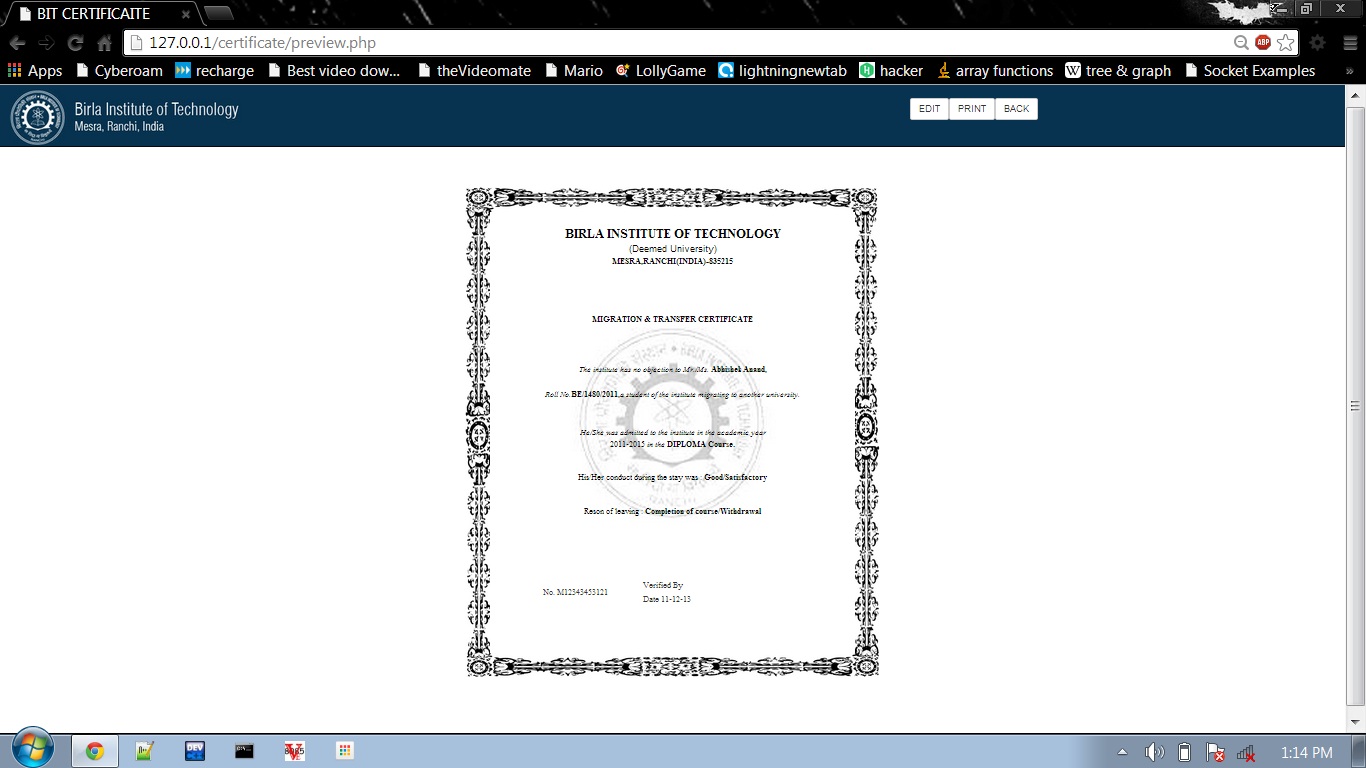 BIT CERTIFICAITE
127.0.0.1/certificate/preview.php
ABP
Apps Cyberoam recharge Best video dow... theVideomate Mario LollyGame lightningnewtab hacker array functions tree & graph Socket Examples »
Birla Institute of Technology
Mesra, Ranchi, India
EDIT PRINT BACK
BIRLA INSTITUTE OF TECHNOLOGY
(Deemed University)
MESRA,RANCHI(INDIA)-835215
MIGRATION & TRANSFER CERTIFICATE
The institute has no objection to Mr./Ms. Abhishek Anand,
Roll No.BE/1480/2011,a student of the institute migrating to another university.
He/She was admitted to the institute in the academic year
2011-2015 in the DIPLOMA Course.
His/Her conduct during the stay was : Good/Satisfactory
Reson of leaving : Completion of course/Withdrawal
No. M12343453121
Verified By
Date 11-12-13
DEV
8085
1:14 PM